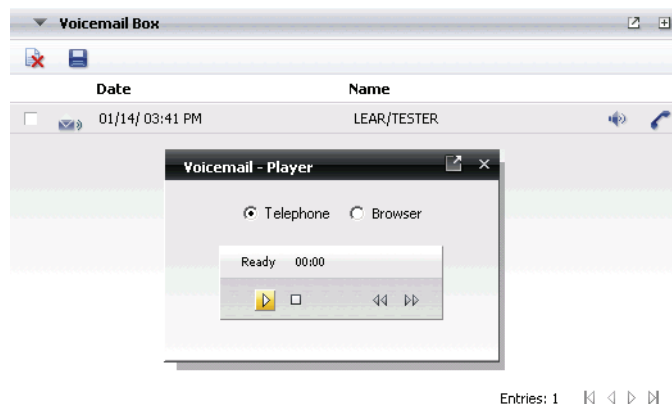 Voicemail Box
Date Name
01/14/ 03:41 PM LEAR/TESTER
Voicemail - Player
Telephone Browser
Ready 00:00
Entries: 1